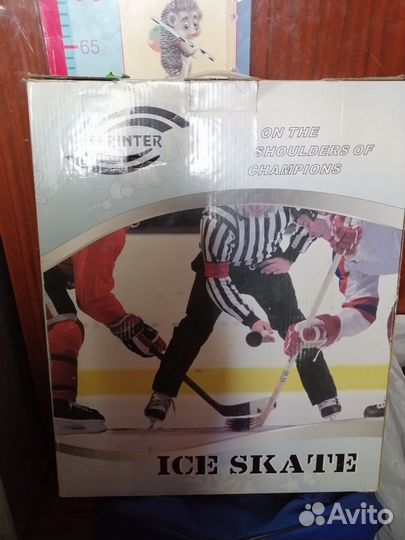 65
SPRINTER
ON THE
SHOULDERS OF
CHAMPIONS
ICE SKATE
Avito